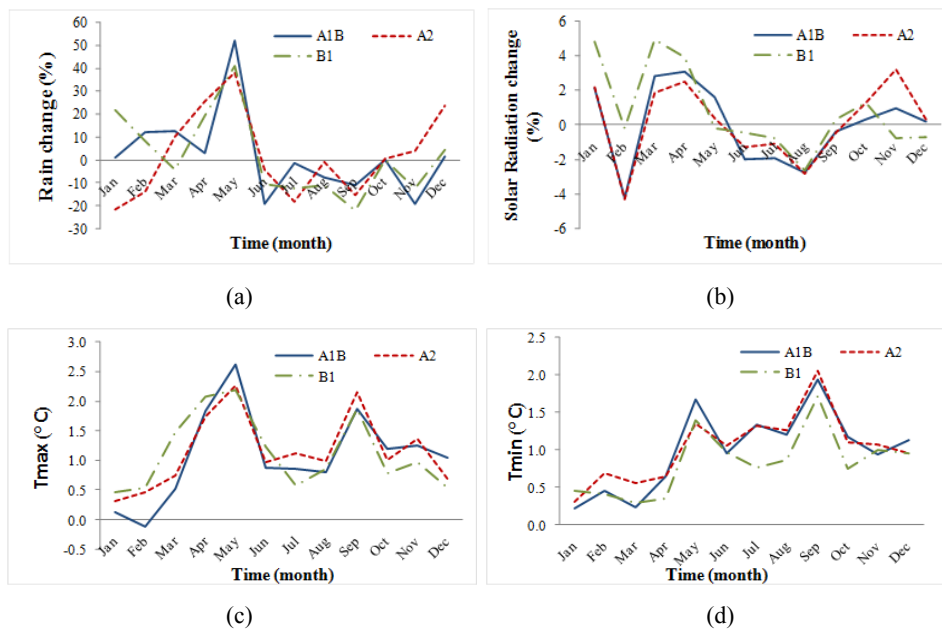 Rain change (%)
60
50
40
30
20
10
0
-10
-20
-30
A1B A2
B1
Jan Feb Mar Apr May Jun Jul Aug Sep Oct Nov Dec
Time (month)
(a)
Solar Radiation change
(%)
6
4
2
0
-2
-4
-6
A1B A2
B1
Jan Feb Mar Apr May Jun Jul Aug Sep Oct Nov Dec
Time (month)
(b)
Tmax (°C)
3.0
2.5
2.0
1.5
1.0
0.5
0.0
-0.5
A1B A2
B1
Jan Feb Mar Apr May Jun Jul Aug Sep Oct Nov Dec
Time (month)
(c)
Tmin (°C)
2.5
2.0
1.5
1.0
0.5
0.0
A1B A2
B1
Jan Feb Mar Apr May Jun Jul Aug Sep Oct Nov Dec
Time (month)
(d)